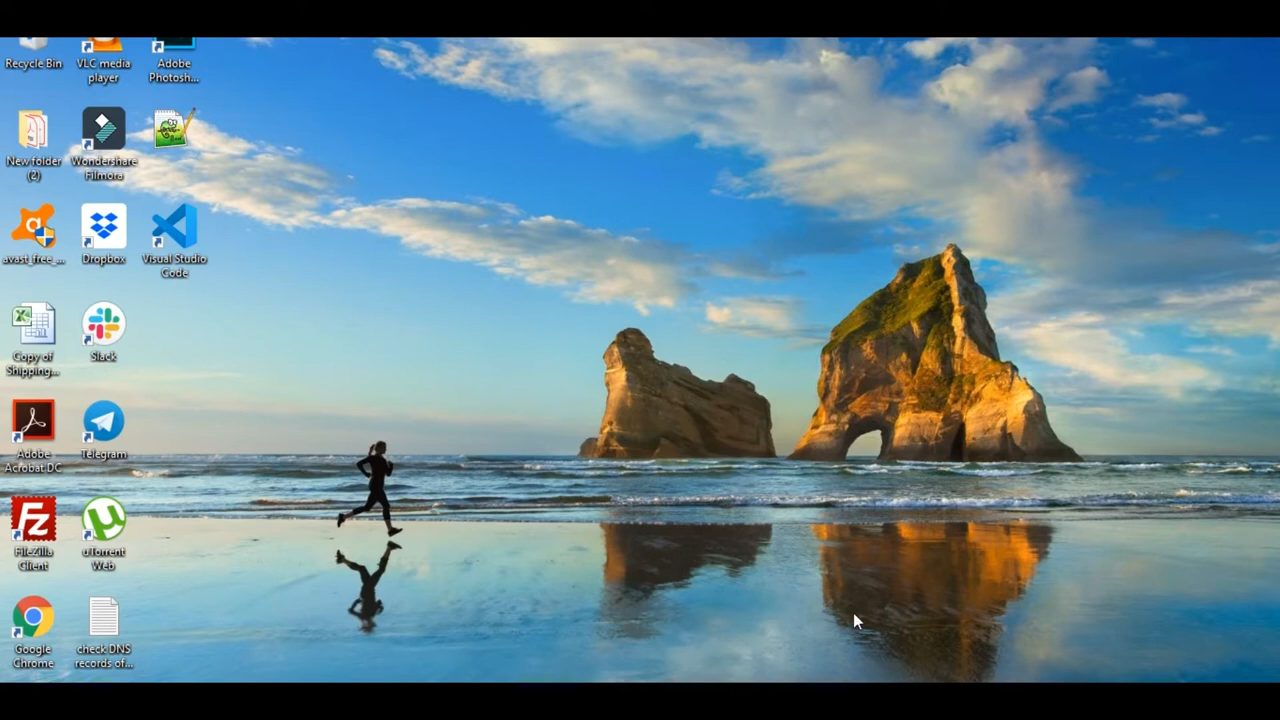 Recycle Bin
VLC media
player
Adobe
Photosh...
New folder
(2)
Wondershare
Filmora
avast_free_...
Dropbox
Visual Studio
Code
Copy of
Shipping...
Slack
Adobe
Acrobat DC
Telegram
FileZilla
Client
uTorrent
Web
Google
Chrome
check DNS
records of...